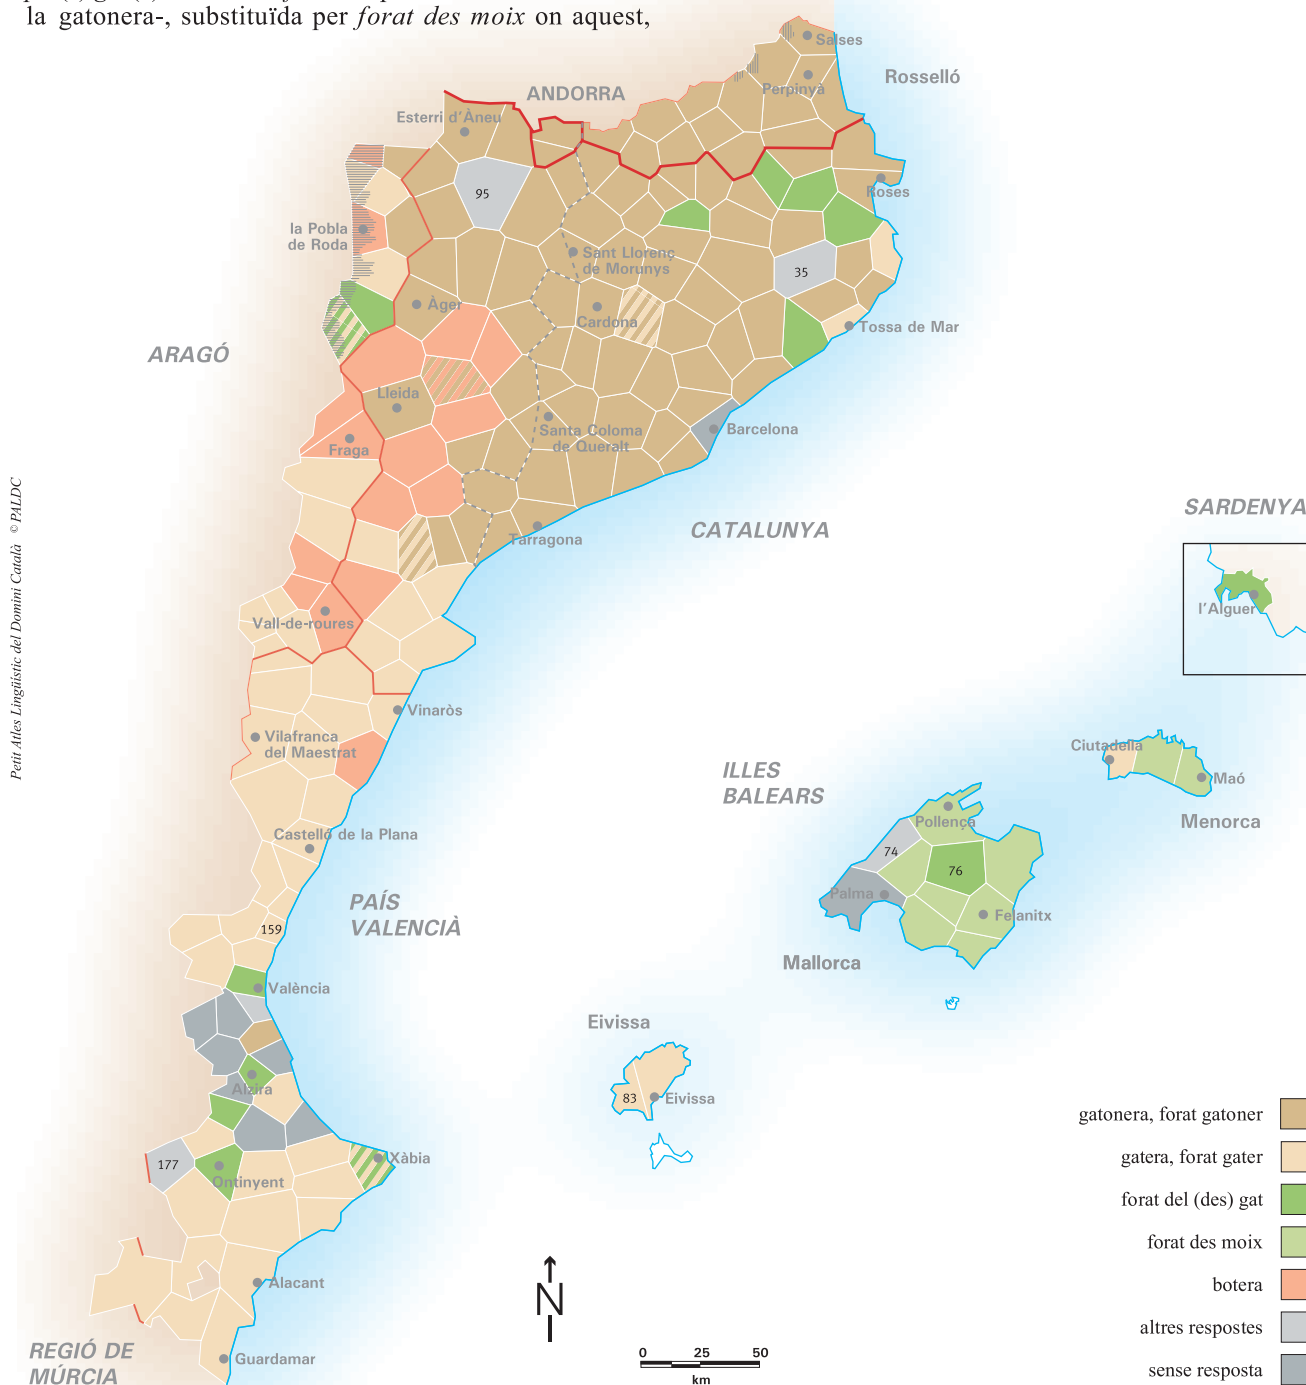 la gatonera-, substituïda per forat des moix on aquest,
Salses
Rosselló
Perpinyà
ANDORRA
Esterri d'Àneu
95
Roses
la Pobla
de Roda
Sant Llorenç
de Morunys
35
Àger
Cardona
Tossa de Mar
ARAGÓ
Lleida
Santa Coloma
de Queralt
Barcelona
Fraga
Petit Atles Lingüístic del Domini Català © PALDC
SARDENYA
CATALUNYA
Tarragona
l'Alguer
Vall-de-roures
Vinaròs
Vilafranca
del Maestrat
Ciutadella
ILLES
BALEARS
Maó
Menorca
Pollença
Castelló de la Plana
74
76
Palma
Felanitx
PAÍS
VALENCIÀ
159
Mallorca
València
Eivissa
Alzira
83
Eivissa
Xàbia
177
Ontinyent
Alacant
REGIÓ DE
MÚRCIA
Guardamar
N
0 25 50
km
gatonera, forat gatoner
gatera, forat gater
forat del (des) gat
forat des moix
botera
altres respostes
sense resposta